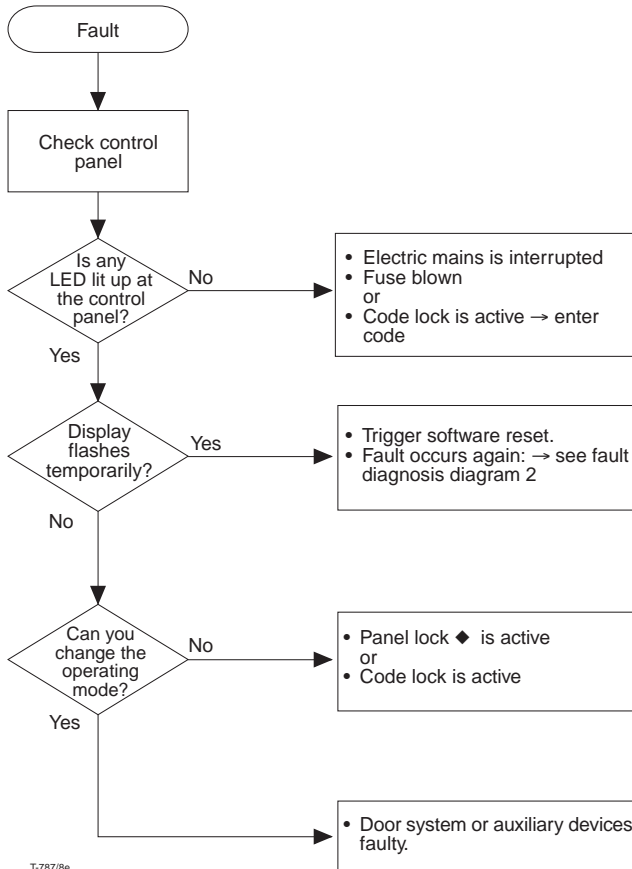 Fault
Check control
panel
Is any
LED lit up at
the control
panel?
No
• Electric mains is interrupted
• Fuse blown
or
• Code lock is active → enter
code
Yes
Display
flashes
temporarily?
Yes
• Trigger software reset.
• Fault occurs again: → see fault
diagnosis diagram 2
No
Can you
change the
operating
mode?
No
• Panel lock ◆ is active
or
• Code lock is active
Yes
• Door system or auxiliary devices
faulty.
T-787/8e